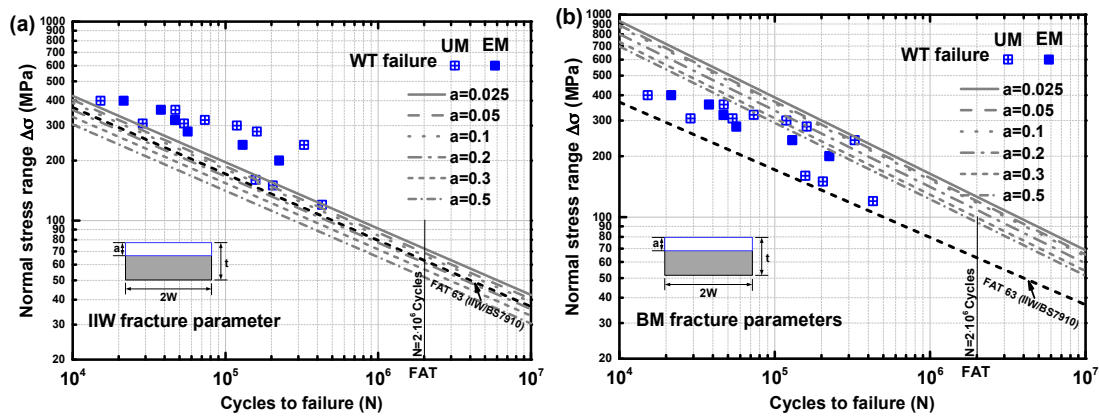 (a)
Normal stress range Δσ (MPa)
1000
900
800
700
600
500
400
300
200
100
90
80
70
60
50
40
30
20
UM EM
WT failure
a=0.025
a=0.05
a=0.1
a=0.2
a=0.3
a=0.5
a
t
2W
IIW fracture parameter
N=2·10⁶ Cycles
FAT 63 (IIW/BS7910)
10⁴ 10⁵ 10⁶ 10⁷
FAT
Cycles to failure (N)
(b)
Normal stress range Δσ (MPa)
1000
900
800
700
600
500
400
300
200
100
90
80
70
60
50
40
30
20
UM EM
WT failure
a=0.025
a=0.05
a=0.1
a=0.2
a=0.3
a=0.5
a
t
2W
BM fracture parameters
N=2·10⁶ Cycles
FAT 63 (IIW/BS7910)
10⁴ 10⁵ 10⁶ 10⁷
FAT
Cycles to failure (N)